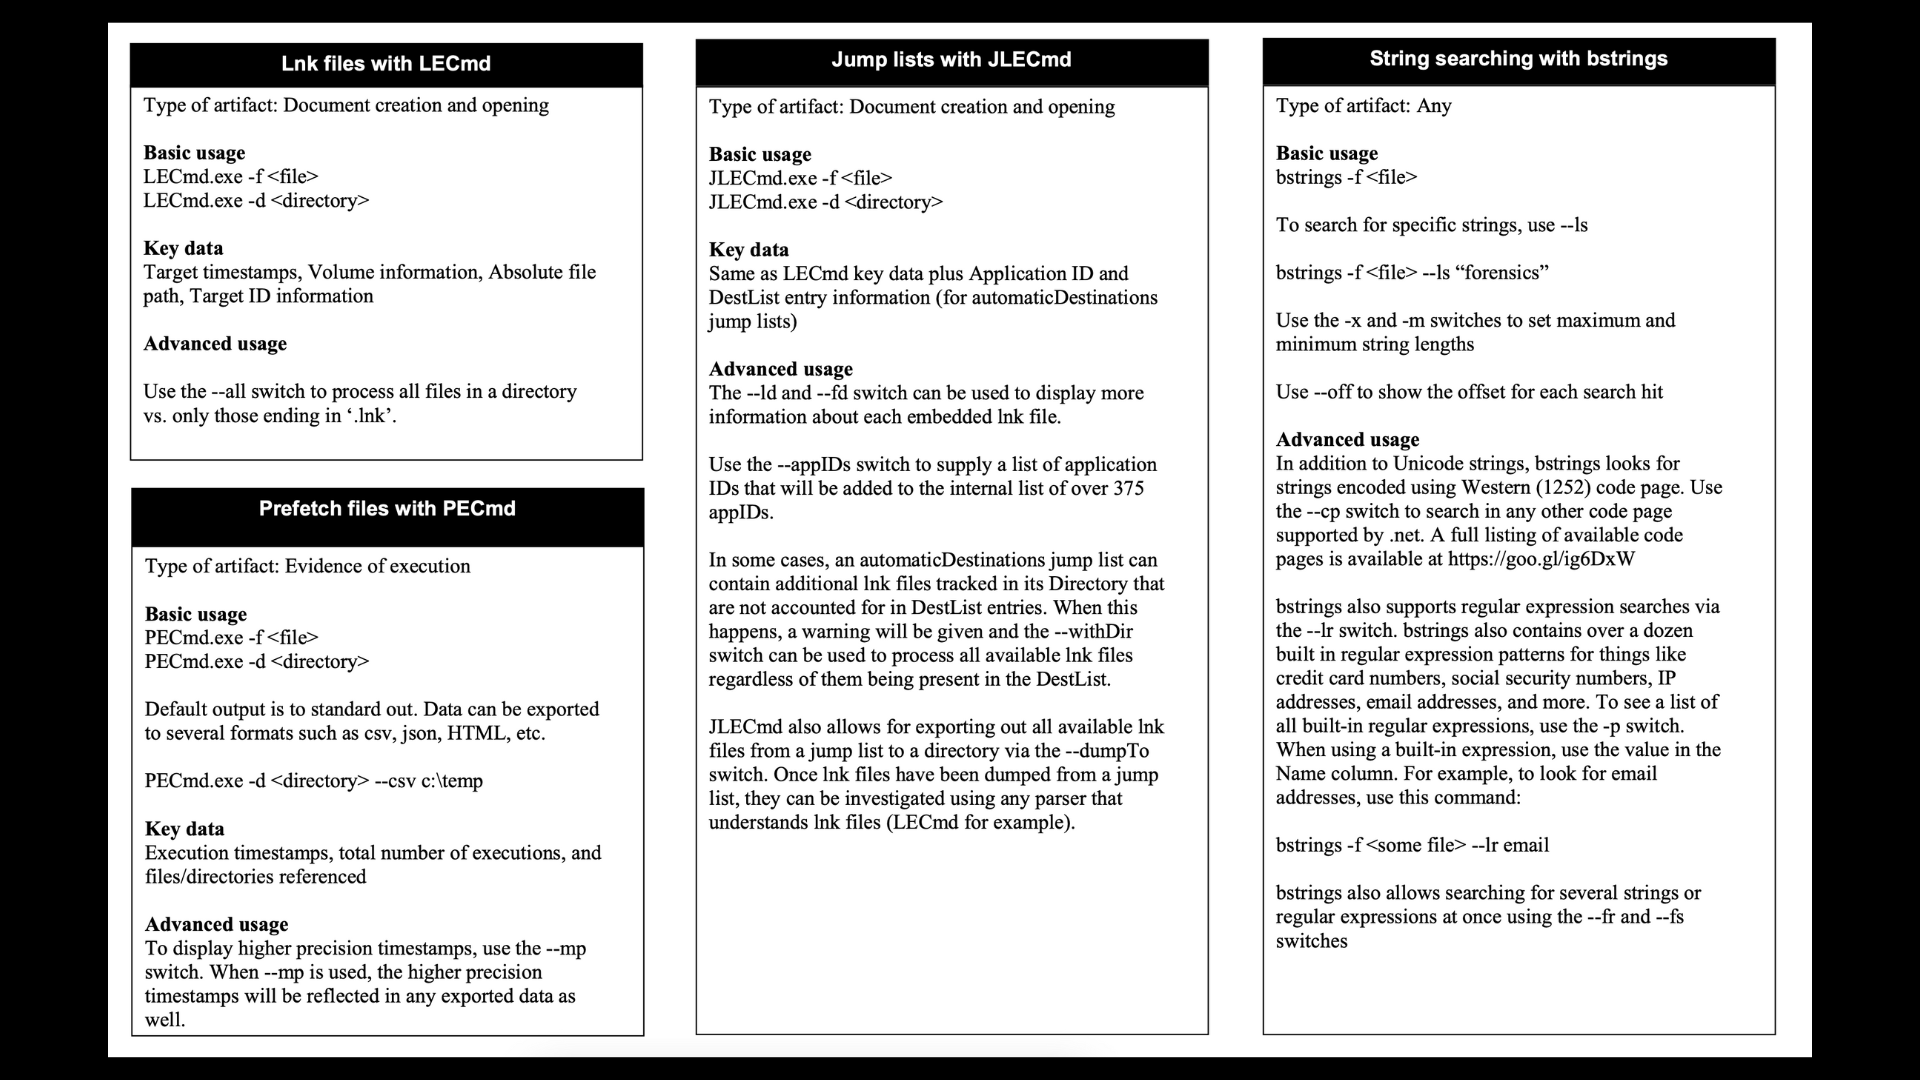 Lnk files with LECmd
Type of artifact: Document creation and opening
Basic usage
LECmd.exe -f <file>
LECmd.exe -d <directory>
Key data
Target timestamps, Volume information, Absolute file
path, Target ID information
Advanced usage
Use the --all switch to process all files in a directory
vs. only those ending in ‘.lnk’.
Prefetch files with PECmd
Type of artifact: Evidence of execution
Basic usage
PECmd.exe -f <file>
PECmd.exe -d <directory>
Default output is to standard out. Data can be exported
to several formats such as csv, json, HTML, etc.
PECmd.exe -d <directory> --csv c:\temp
Key data
Execution timestamps, total number of executions, and
files/directories referenced
Advanced usage
To display higher precision timestamps, use the --mp
switch. When --mp is used, the higher precision
timestamps will be reflected in any exported data as
well.
Jump lists with JLECmd
Type of artifact: Document creation and opening
Basic usage
JLECmd.exe -f <file>
JLECmd.exe -d <directory>
Key data
Same as LECmd key data plus Application ID and
DestList entry information (for automaticDestinations
jump lists)
Advanced usage
The --ld and --fd switch can be used to display more
information about each embedded lnk file.
Use the --appIDs switch to supply a list of application
IDs that will be added to the internal list of over 375
appIDs.
In some cases, an automaticDestinations jump list can
contain additional lnk files tracked in its Directory that
are not accounted for in DestList entries. When this
happens, a warning will be given and the --withDir
switch can be used to process all available lnk files
regardless of them being present in the DestList.
JLECmd also allows for exporting out all available lnk
files from a jump list to a directory via the --dumpTo
switch. Once lnk files have been dumped from a jump
list, they can be investigated using any parser that
understands lnk files (LECmd for example).
String searching with bstrings
Type of artifact: Any
Basic usage
bstrings -f <file>
To search for specific strings, use --ls
bstrings -f <file> --ls “forensics”
Use the -x and -m switches to set maximum and
minimum string lengths
Use --off to show the offset for each search hit
Advanced usage
In addition to Unicode strings, bstrings looks for
strings encoded using Western (1252) code page. Use
the --cp switch to search in any other code page
supported by .net. A full listing of available code
pages is available at https://goo.gl/ig6DxW
bstrings also supports regular expression searches via
the --lr switch. bstrings also contains over a dozen
built in regular expression patterns for things like
credit card numbers, social security numbers, IP
addresses, email addresses, and more. To see a list of
all built-in regular expressions, use the -p switch.
When using a built-in expression, use the value in the
Name column. For example, to look for email
addresses, use this command:
bstrings -f <some file> --lr email
bstrings also allows searching for several strings or
regular expressions at once using the --fr and --fs
switches